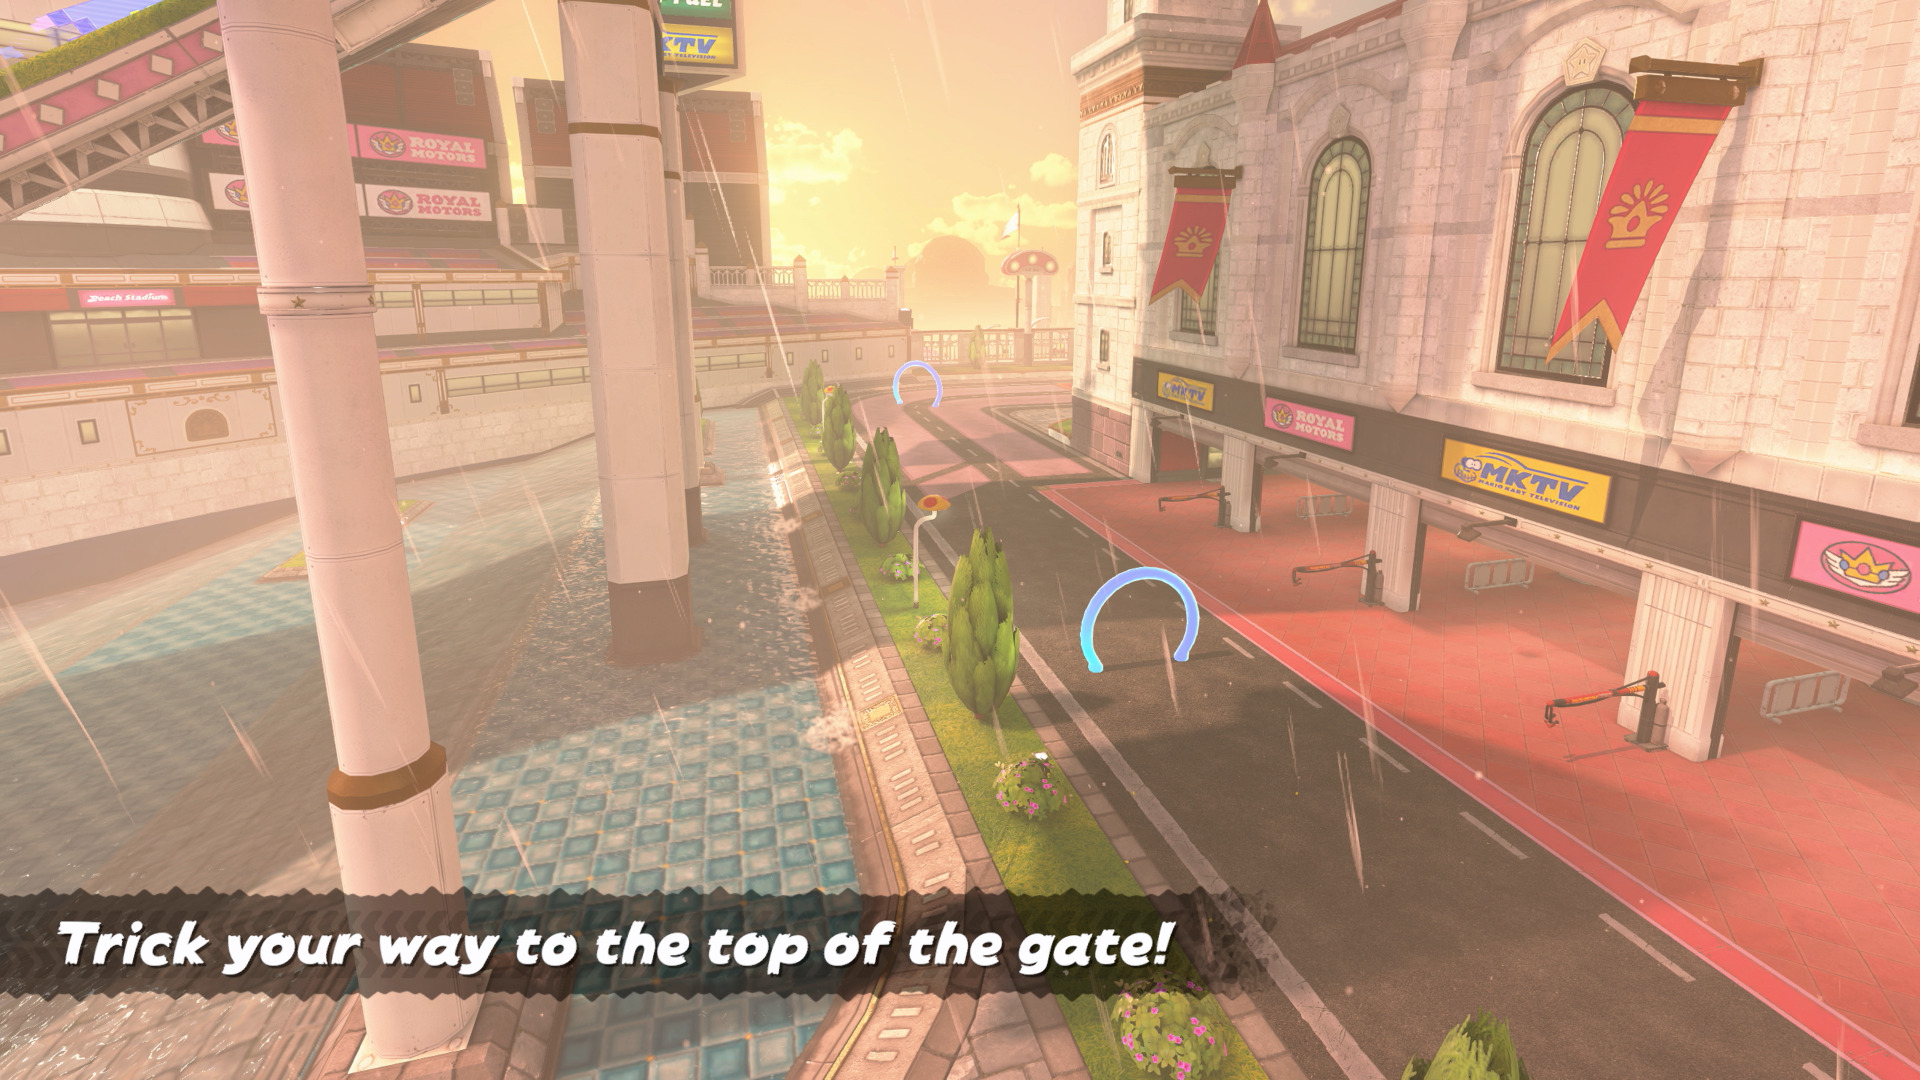 KTV
ROYAL
MOTORS
ROYAL
MOTORS
Peach Stadium
MKTV
ROYAL
MOTORS
MKTV
MARIO KART TELEVISION
Trick your way to the top of the gate!